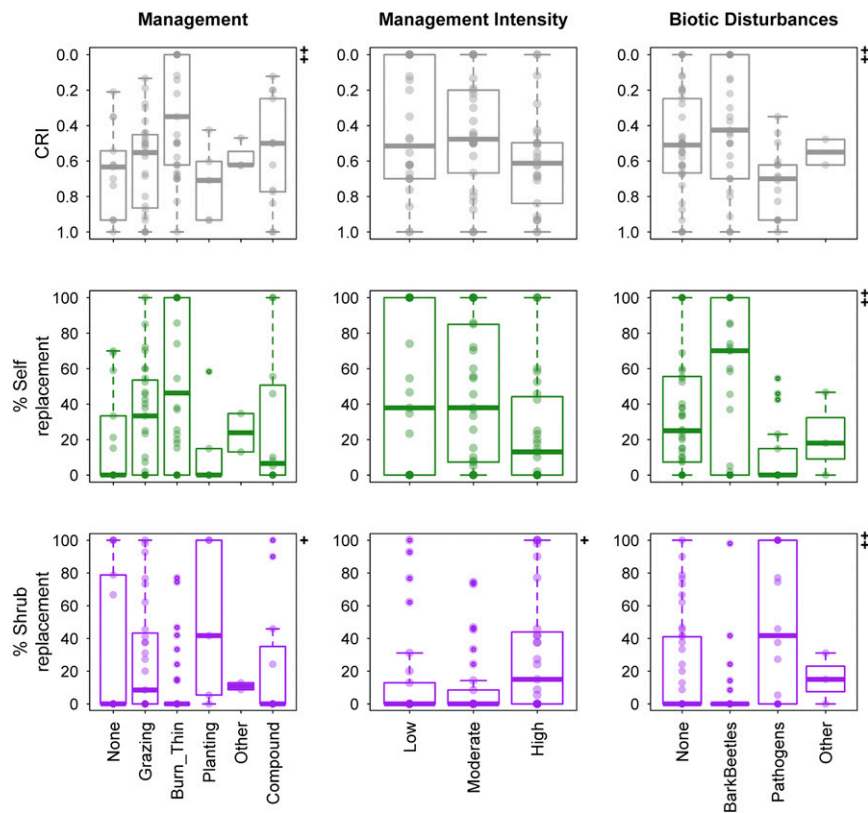 Management
Management Intensity
Biotic Disturbances
CRI
0.0
0.2
0.4
0.6
0.8
1.0
‡
0.0
0.2
0.4
0.6
0.8
1.0
0.0
0.2
0.4
0.6
0.8
1.0
‡
% Self
replacement
100
80
60
40
20
0
100
80
60
40
20
0
100
80
60
40
20
0
‡
% Shrub
replacement
100
80
60
40
20
0
+
100
80
60
40
20
0
+
100
80
60
40
20
0
‡
None
Grazing
Burn_Thin
Planting
Other
Compound
Low
Moderate
High
None
BarkBeetles
Pathogens
Other